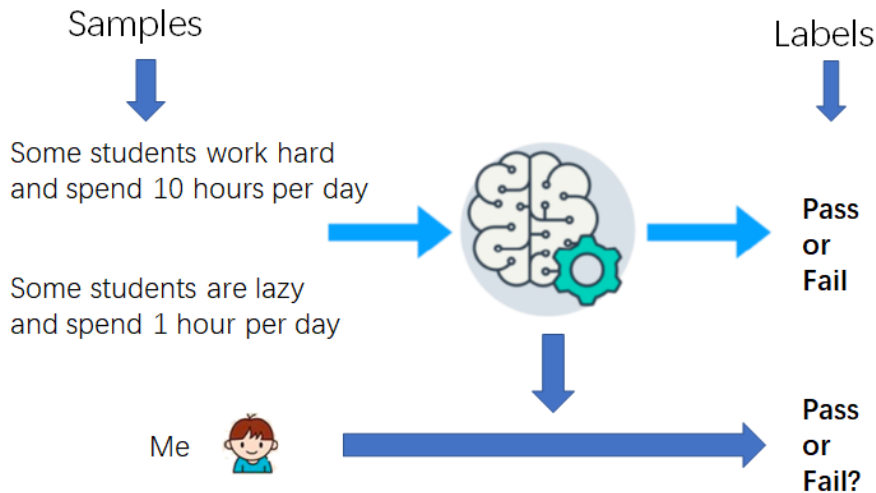 Samples
Labels
Some students work hard
and spend 10 hours per day
Pass
or
Fail
Some students are lazy
and spend 1 hour per day
Me
Pass
or
Fail?